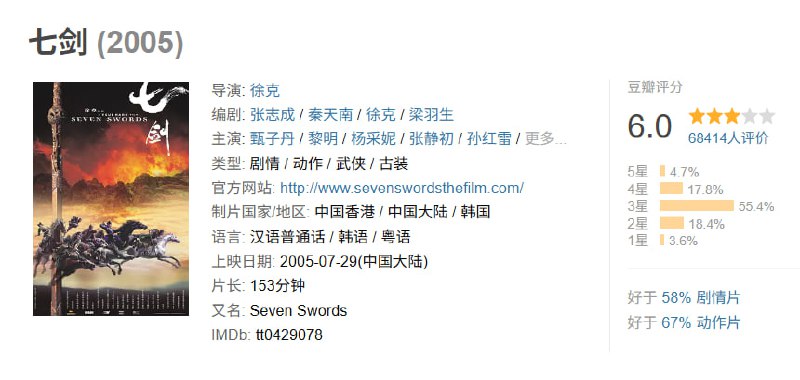 七剑 (2005)
七
剑
SEVEN SWORDS
导演: 徐克
编剧: 张志成 / 秦天南 / 徐克 / 梁羽生
主演: 甄子丹 / 黎明 / 杨采妮 / 张静初 / 孙红雷 / 更多...
类型: 剧情 / 动作 / 武侠 / 古装
官方网站: http://www.sevenswordsthefilm.com/
制片国家/地区: 中国香港 / 中国大陆 / 韩国
语言: 汉语普通话 / 韩语 / 粤语
上映日期: 2005-07-29(中国大陆)
片长: 153分钟
又名: Seven Swords
IMDb: tt0429078
豆瓣评分
6.0
68414人评价
5星 4.7%
4星 17.8%
3星 55.4%
2星 18.4%
1星 3.6%
好于 58% 剧情片
好于 67% 动作片